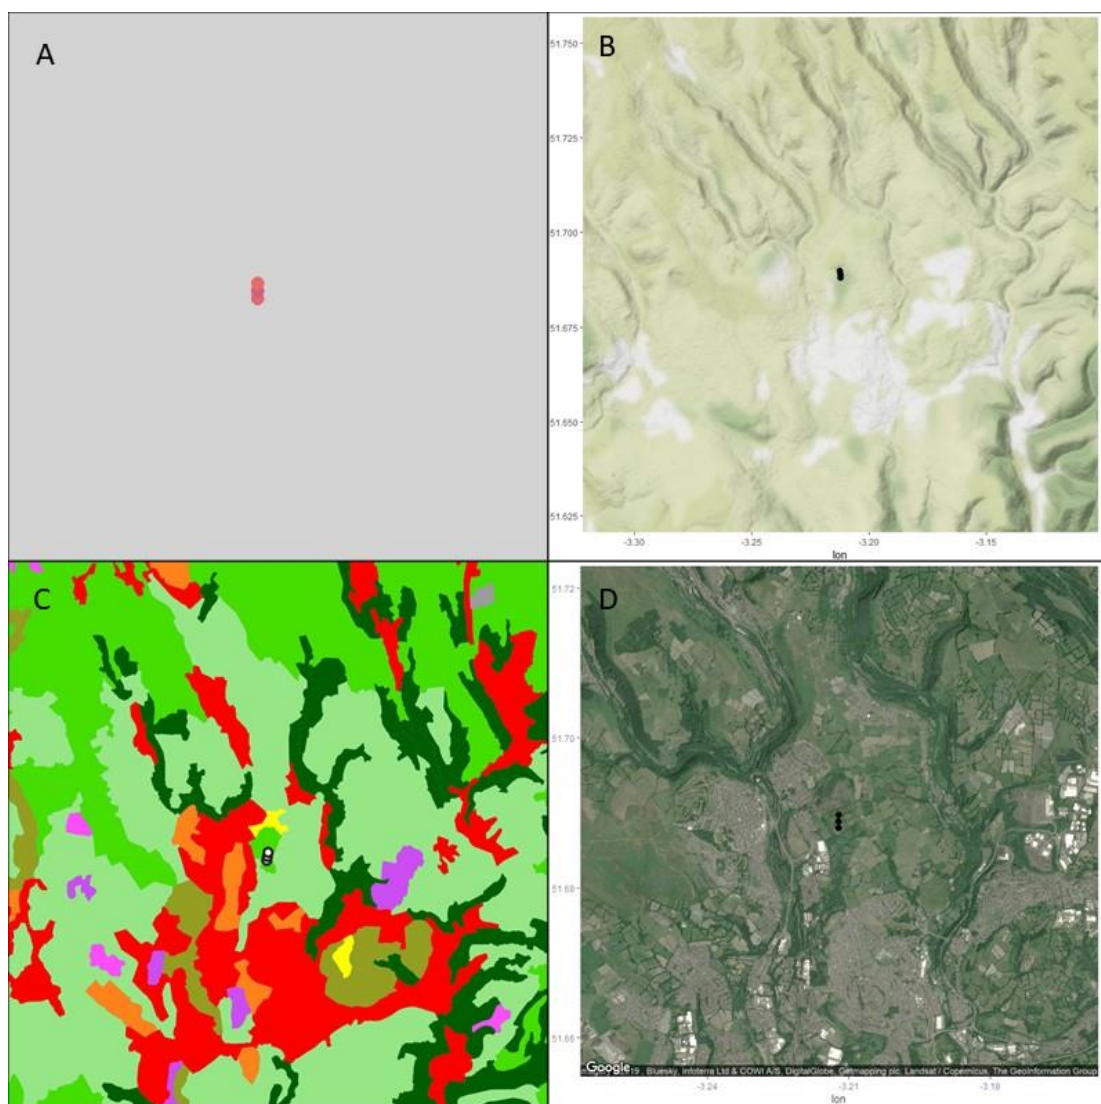 A
B
51.750
51.725
51.700
51.675
51.650
51.625
-3.30
-3.25
-3.20
-3.15
lon
C
D
51.72
51.70
51.68
51.66
Google
19 , Bluesky, Infoterra Ltd & COWI A/S, DigitalGlobe, Getmapping plc, Landsat / Copernicus, The GeoInformation Group
-3.24
-3.21
-3.18
lon